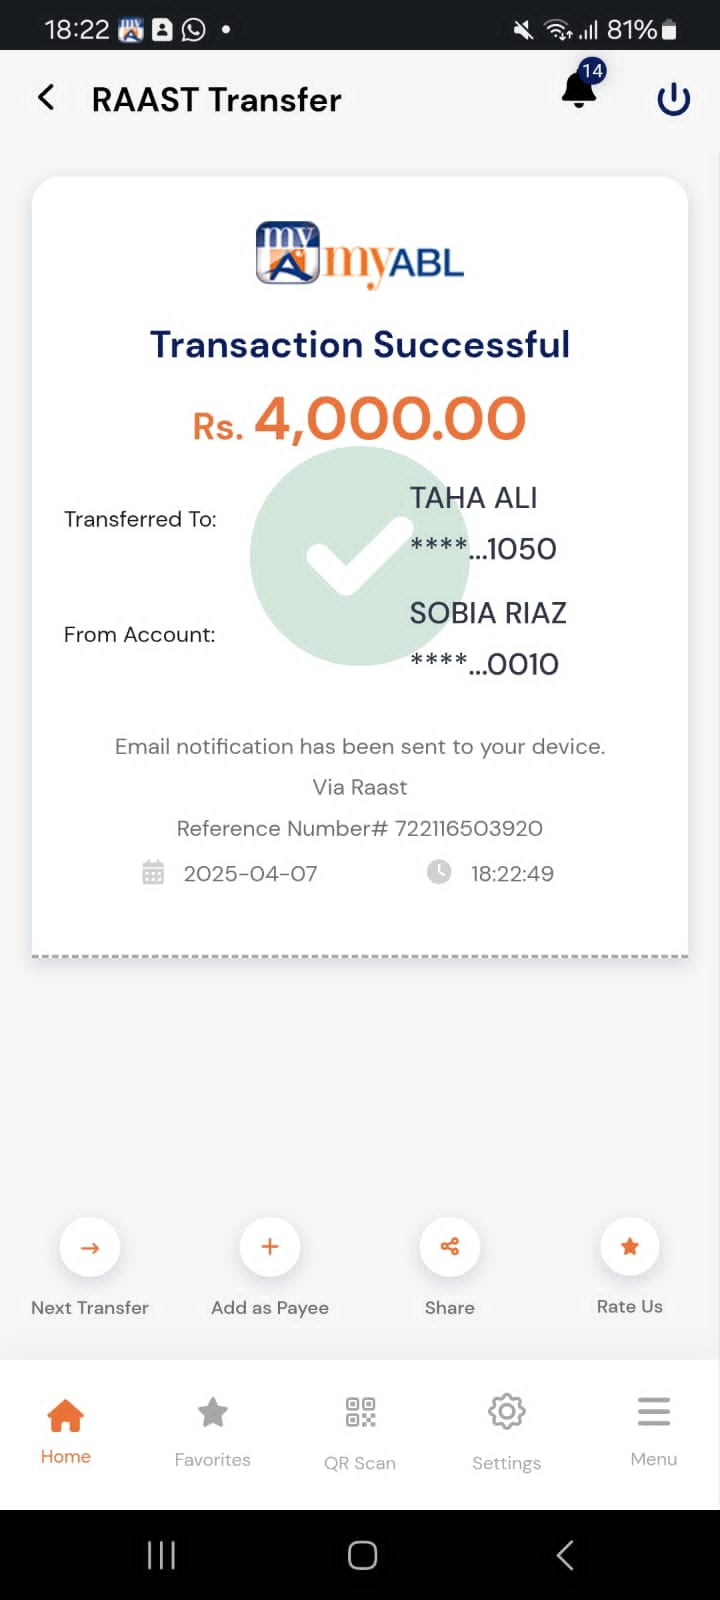 18:22 81%
14
RAAST Transfer
my myABL
Transaction Successful
Rs. 4,000.00
Transferred To:
TAHA ALI
****...1050
From Account:
SOBIA RIAZ
****...0010
Email notification has been sent to your device.
Via Raast
Reference Number# 722116503920
2025-04-07 18:22:49
Next Transfer Add as Payee Share Rate Us
Home Favorites QR Scan Settings Menu